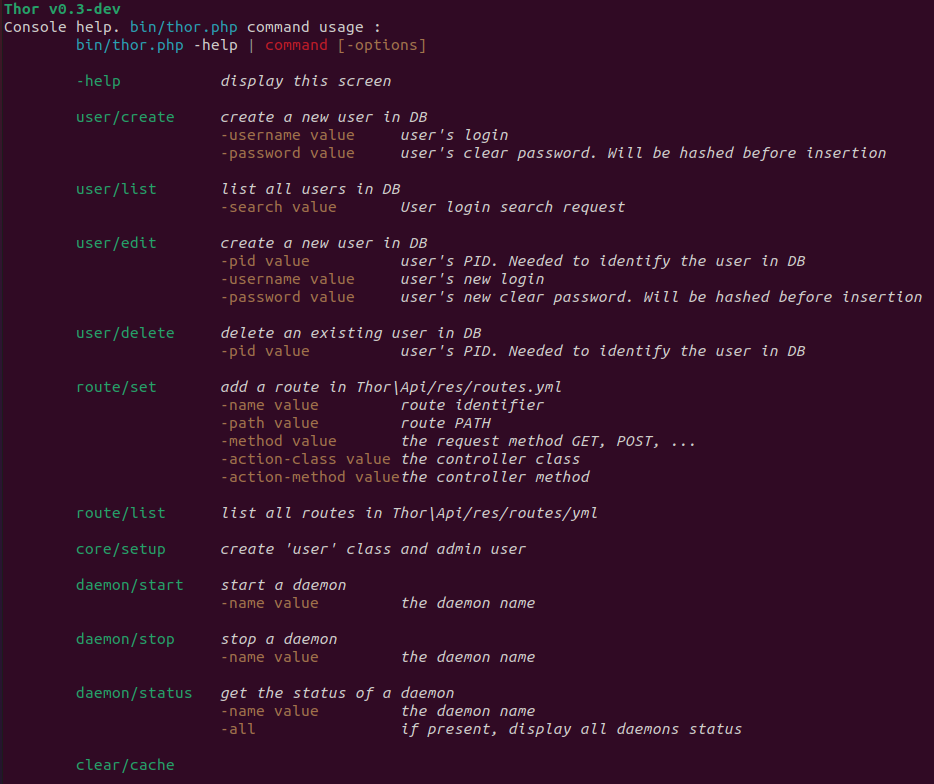 Thor v0.3-dev
Console help. bin/thor.php command usage :
bin/thor.php -help | command [-options]
-help display this screen
user/create create a new user in DB
-username value user's login
-password value user's clear password. Will be hashed before insertion
user/list list all users in DB
-search value User login search request
user/edit create a new user in DB
-pid value user's PID. Needed to identify the user in DB
-username value user's new login
-password value user's new clear password. Will be hashed before insertion
user/delete delete an existing user in DB
-pid value user's PID. Needed to identify the user in DB
route/set add a route in Thor\Api/res/routes.yml
-name value route identifier
-path value route PATH
-method value the request method GET, POST, ...
-action-class value the controller class
-action-method valuethe controller method
route/list list all routes in Thor\Api/res/routes/yml
core/setup create 'user' class and admin user
daemon/start start a daemon
-name value the daemon name
daemon/stop stop a daemon
-name value the daemon name
daemon/status get the status of a daemon
-name value the daemon name
-all if present, display all daemons status
clear/cache